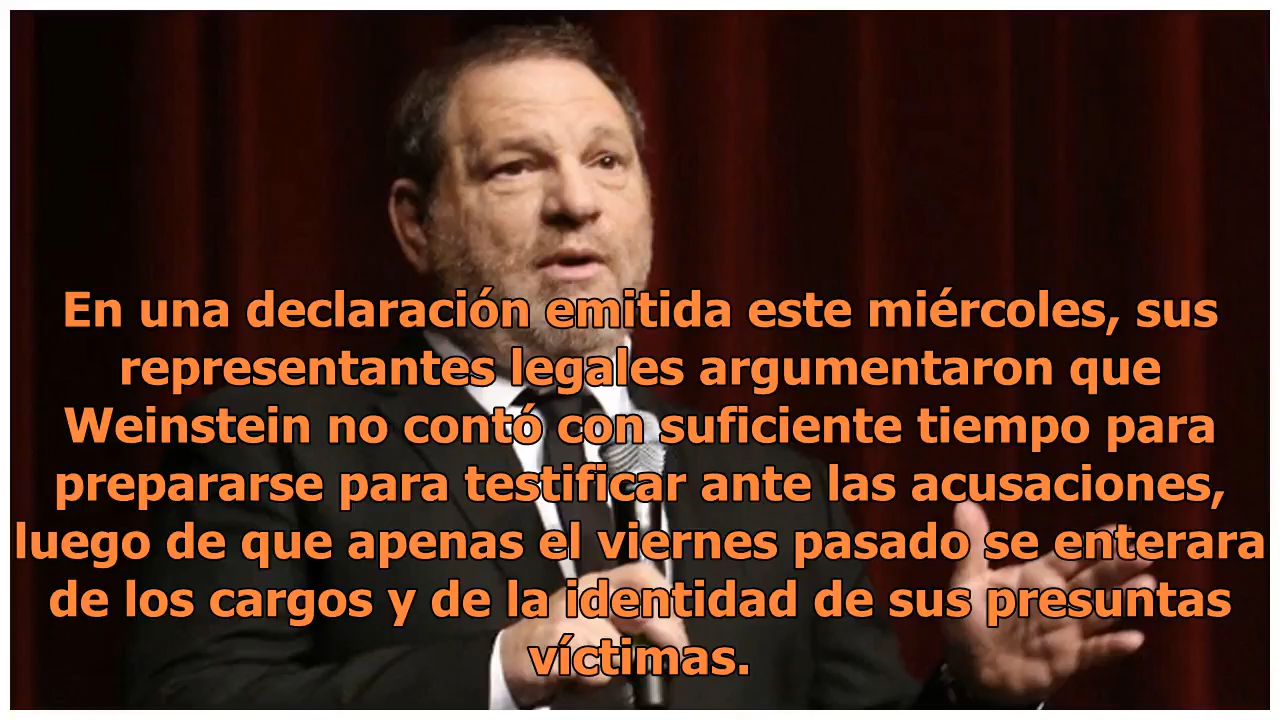 En una declaración emitida este miércoles, sus
representantes legales argumentaron que
Weinstein no contó con suficiente tiempo para
prepararse para testificar ante las acusaciones,
luego de que apenas el viernes pasado se enterara
de los cargos y de la identidad de sus presuntas
víctimas.